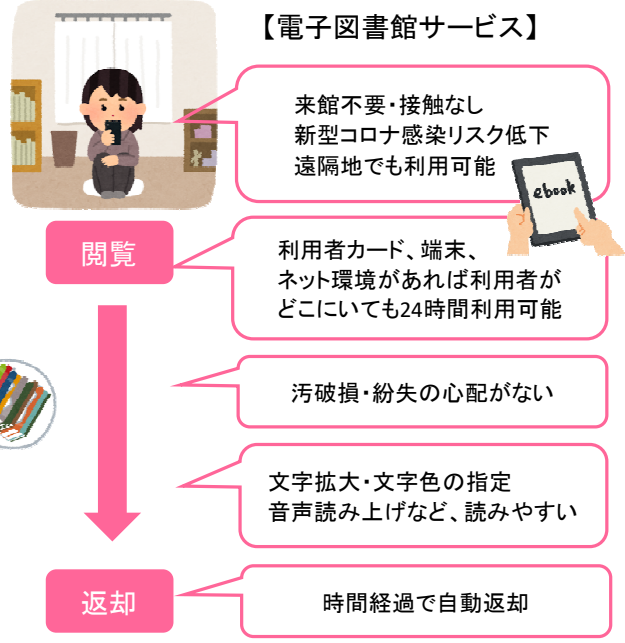 【電子図書館サービス】
来館不要・接触なし
新型コロナ感染リスク低下
遠隔地でも利用可能
ebook
閲覧
利用者カード、端末、
ネット環境があれば利用者が
どこにいても24時間利用可能
汚破損・紛失の心配がない
文字拡大・文字色の指定
音声読み上げなど、読みやすい
返却
時間経過で自動返却